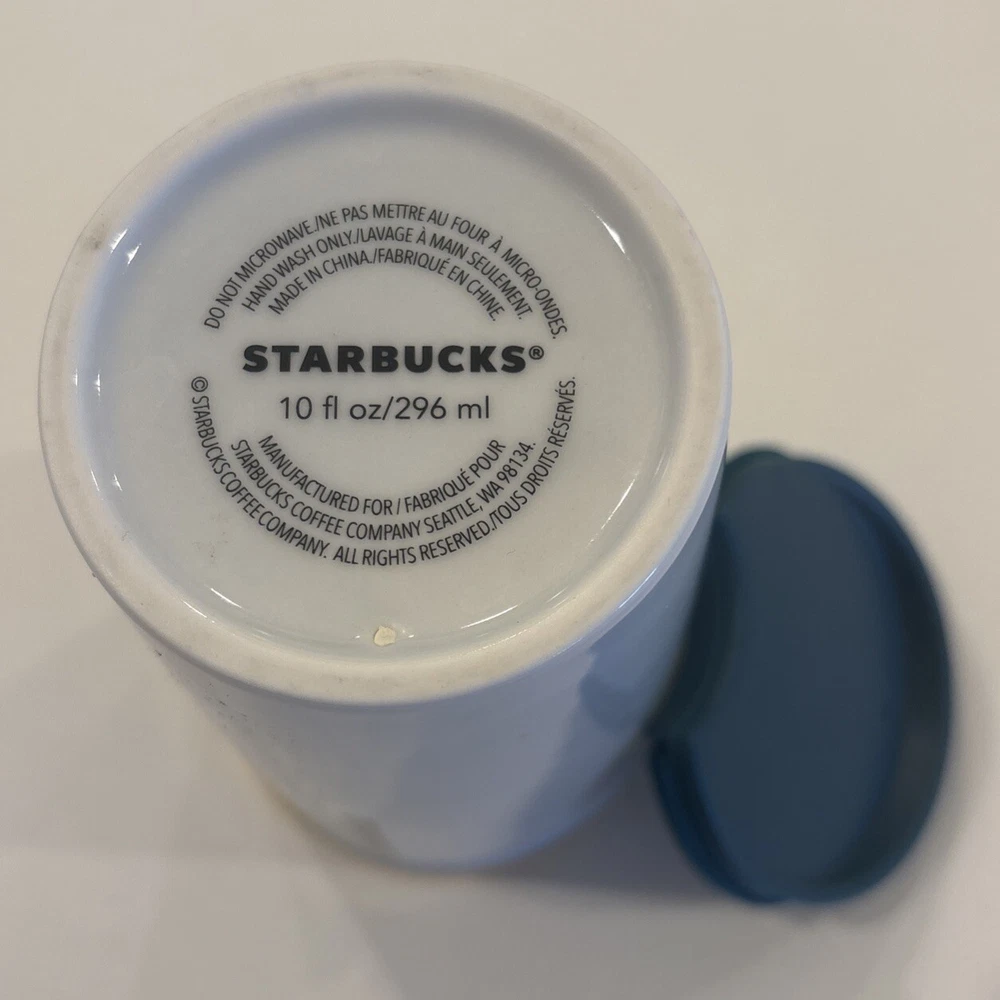 DO NOT MICROWAVE./NE PAS METTRE AU FOUR À MICRO-ONDES.
HAND WASH ONLY./LAVAGE À MAIN SEULEMENT.
MADE IN CHINA./FABRIQUÉ EN CHINE.
STARBUCKS®
10 fl oz/296 ml
MANUFACTURED FOR / FABRIQUÉ POUR
STARBUCKS COFFEE COMPANY SEATTLE, WA 98134.
© STARBUCKS COFFEE COMPANY. ALL RIGHTS RESERVED./TOUS DROITS RÉSERVÉS.